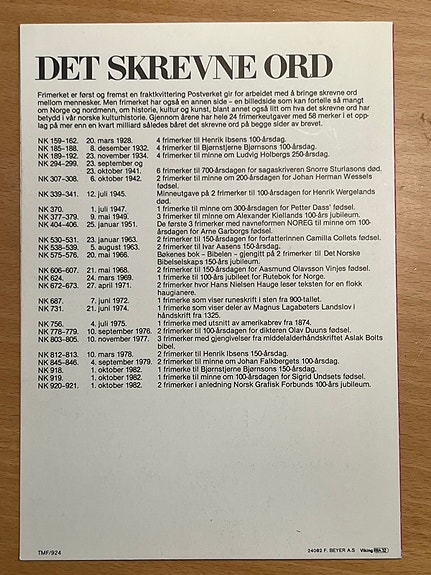 DET SKREVNE ORD
Frimerket er først og fremst en fraktkvittering Postverket gir for arbeidet med å bringe skrevne ord
mellom mennesker. Men frimerket har også en annen side – en billedside som kan fortelle så mangt
om Norge og nordmenn, om historie, kultur og kunst, blant annet også litt om hva det skrevne ord har
betydd i vår norske kulturhistorie. Gjennom årene har hele 24 frimerkeutgaver med 58 merker i et opp-
lag på mer enn en kvart milliard således båret det skrevne ord på begge sider av brevet.
NK 159–162. 20. mars 1928. 4 frimerker til Henrik Ibsens 100-årsdag.
NK 185–188. 8. desember 1932. 4 frimerker til Bjørnstjerne Bjørnsons 100-årsdag.
NK 189–192. 23. november 1934. 4 frimerker til minne om Ludvig Holbergs 250-årsdag.
NK 294–299. 23. september og
23. oktober 1941. 6 frimerker til 700-årsdagen for sagaskriveren Snorre Sturlasons død.
NK 307–308. 6. oktober 1942. 2 frimerker til minne om 200-årsdagen for Johan Herman Wessels
fødsel.
NK 339–341. 12. juli 1945. Minneutgave på 2 frimerker til 100-årsdagen for Henrik Wergelands
død.
NK 370. 1. juli 1947. 1 frimerke til minne om 300-årsdagen for Petter Dass' fødsel.
NK 377–379. 9. mai 1949. 3 frimerker til minne om Alexander Kiellands 100-års jubileum.
NK 404–406. 25. januar 1951. De første 3 frimerker med navneformen NOREG til minne om 100-
årsdagen for Arne Garborgs fødsel.
NK 530–531. 23. januar 1963. 2 frimerker til 150-årsdagen for forfatterinnen Camilla Collets fødsel.
NK 538–539. 5. august 1963. 2 frimerker til Ivar Aasens 150-årsdag.
NK 575–576. 20. mai 1966. Bøkenes bok – Bibelen – gjengitt på 2 frimerker til Det Norske
Bibelselskaps 150-års jubileum.
NK 606–607. 21. mai 1968. 2 frimerker til 150-årsdagen for Aasmund Olavsson Vinjes fødsel.
NK 624. 24. mars 1969. 1 frimerke til 100-års jubileet for Rutebok for Norge.
NK 672–673. 27. april 1971. 2 frimerker hvor Hans Nielsen Hauge leser teksten for en flokk
haugianere.
NK 687. 7. juni 1972. 1 frimerke som viser runeskrift i sten fra 900-tallet.
NK 731. 21. juni 1974. 1 frimerke som viser deler av Magnus Lagabøters Landslov i
håndskrift fra 1325.
NK 756. 4. juli 1975. 1 frimerke med utsnitt av amerikabrev fra 1874.
NK 778–779. 10. september 1976. 2 frimerker til 100-årsdagen for dikteren Olav Duuns fødsel.
NK 803–805. 10. november 1977. 3 frimerker med gjengivelser fra middelalderhåndskriftet Aslak Bolts
bibel.
NK 812–813. 10. mars 1978. 2 frimerker til Henrik Ibsens 150-årsdag.
NK 845–846. 4. september 1979. 2 frimerker til minne om Johan Falkbergets 100-årsdag.
NK 918. 1. oktober 1982. 1 frimerke til Bjørnstjerne Bjørnsons 150-årsdag.
NK 919. 1. oktober 1982. 1 frimerke til minne om 100-årsdagen for Sigrid Undsets fødsel.
NK 920–921. 1. oktober 1982. 2 frimerker i anledning Norsk Grafisk Forbunds 100-års jubileum.
TMF/924 24082 F. BEYER A.S Viking